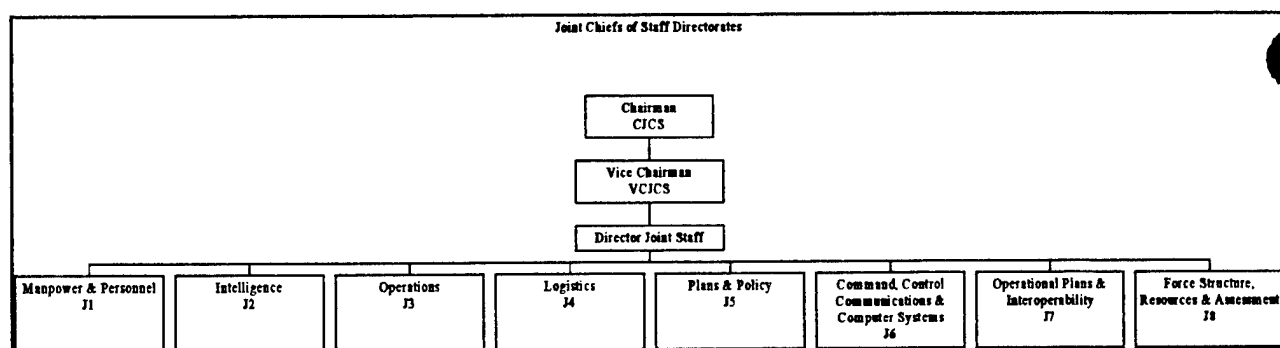 Joint Chiefs of Staff Directorates
Chairman
CJCS
Vice Chairman
VCJCS
Director Joint Staff
Manpower & Personnel
J1
Intelligence
J2
Operations
J3
Logistics
J4
Plans & Policy
J5
Command, Control
Communications &
Computer Systems
J6
Operational Plans &
Interoperability
J7
Force Structure,
Resources & Assessment
J8